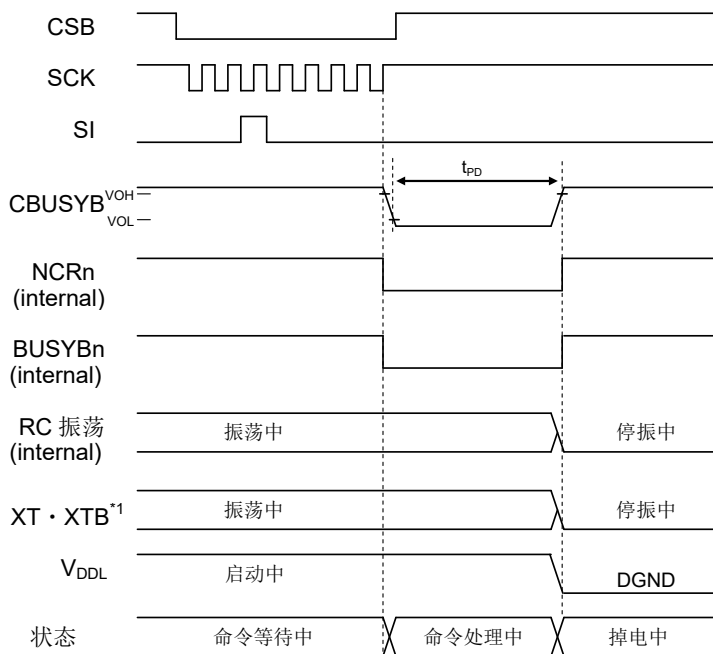 CSB
SCK
SI
t_PD
CBUSYB VOH
VOL
NCRn
(internal)
BUSYBn
(internal)
RC 振荡
(internal)
振荡中
停振中
XT・XTB*1
振荡中
停振中
V_DDL
启动中
DGND
状态
命令等待中
命令处理中
掉电中